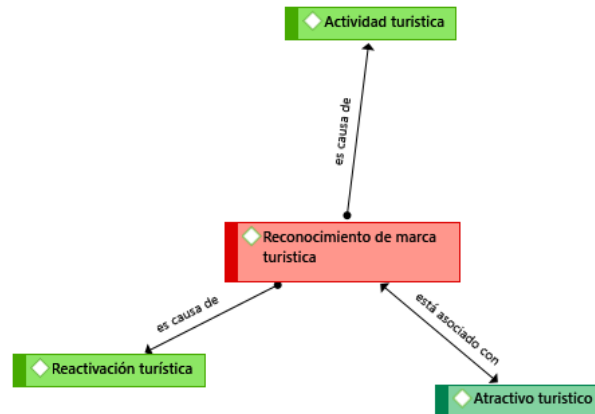 Actividad turistica
es causa de
Reconocimiento de marca
turistica
es causa de
está asociado con
Reactivación turística
Atractivo turistico